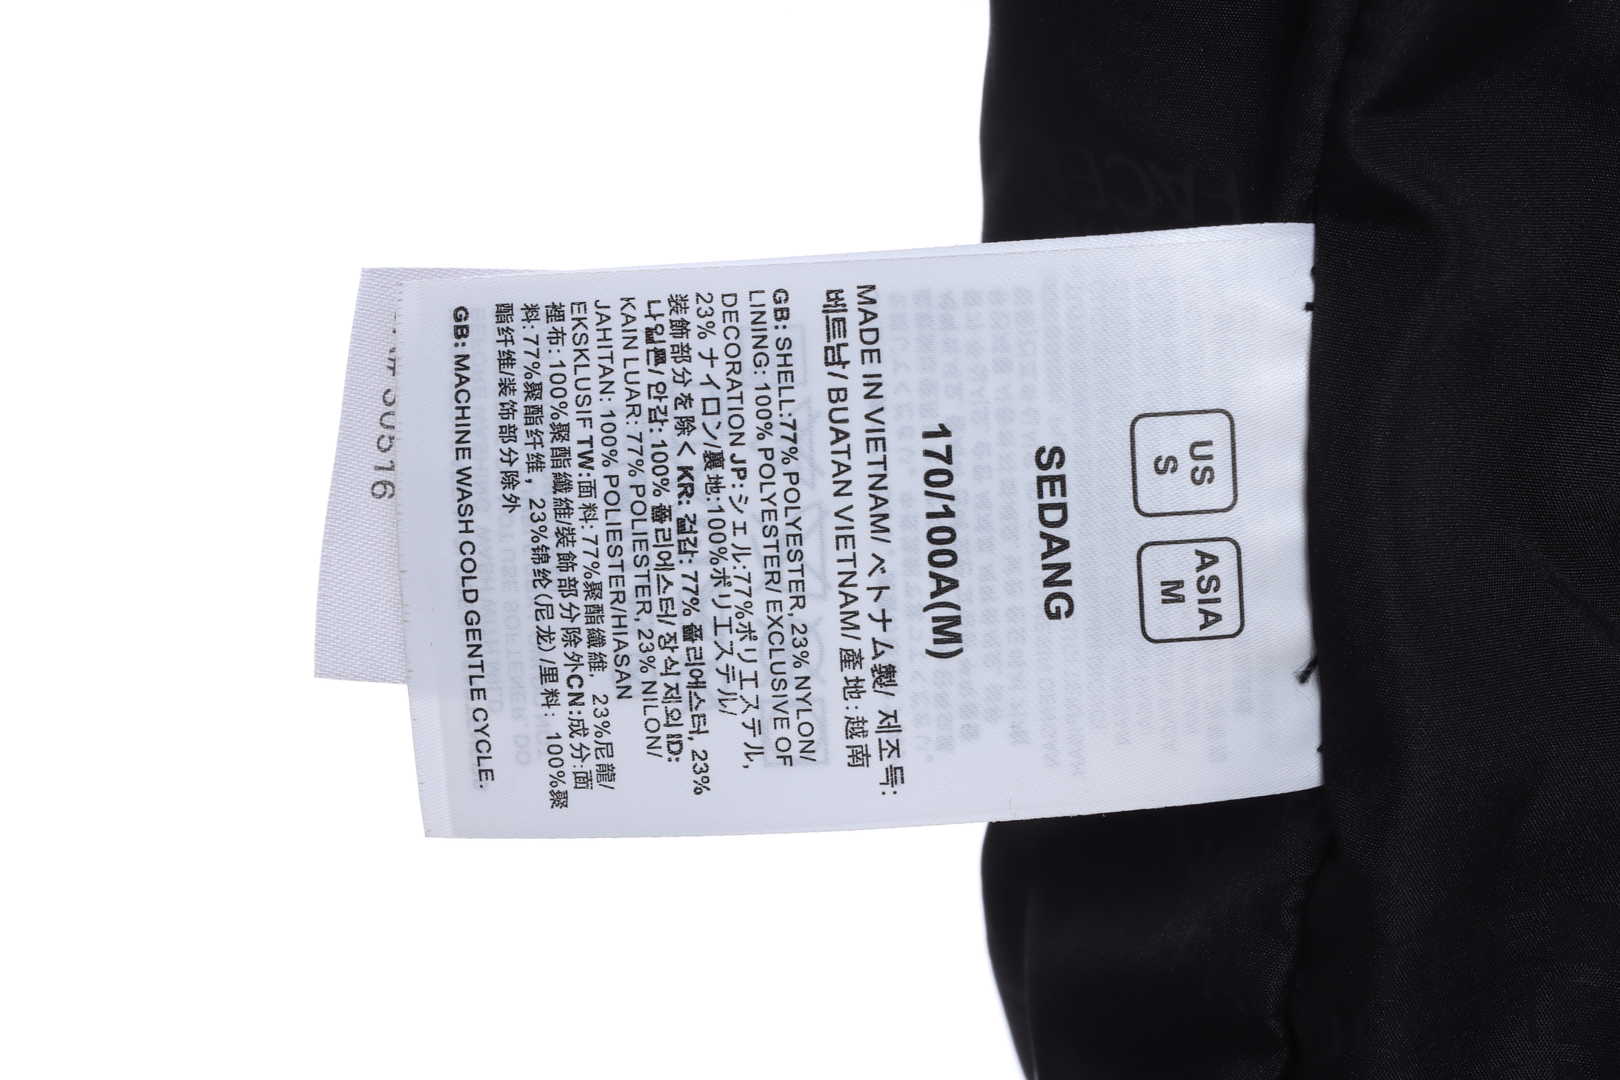 US
S
ASIA
M
SEDANG
170/100A(M)
MADE IN VIETNAM/ ベトナム製/ 제조득:
베트남/ BUATAN VIETNAM/ 産地:越南
GB: SHELL:77% POLYESTER, 23% NYLON/
LINING: 100% POLYESTER/ EXCLUSIVE OF
DECORATION JP:シェル:77%ポリエステル,
23% ナイロン/裏地:100%ポリエステル/
装飾部分を除く KR: 겉감: 77% 폴리에스터, 23%
나일론/ 안감: 100% 폴리에스터/ 장식제외 ID:
KAIN LUAR: 77% POLIESTER, 23% NILON/
JAHITAN: 100% POLIESTER/HIASAN
EKSKLUSIF TW:面料:77%聚酯纖維, 23%尼龍/
裡布:100%聚酯纖維/裝飾部分除外CN:成分:面
料:77%聚酯纤维, 23%锦纶(尼龙)/里料: 100%聚
酯纤维/装饰部分除外
GB: MACHINE WASH COLD GENTLE CYCLE.
30516